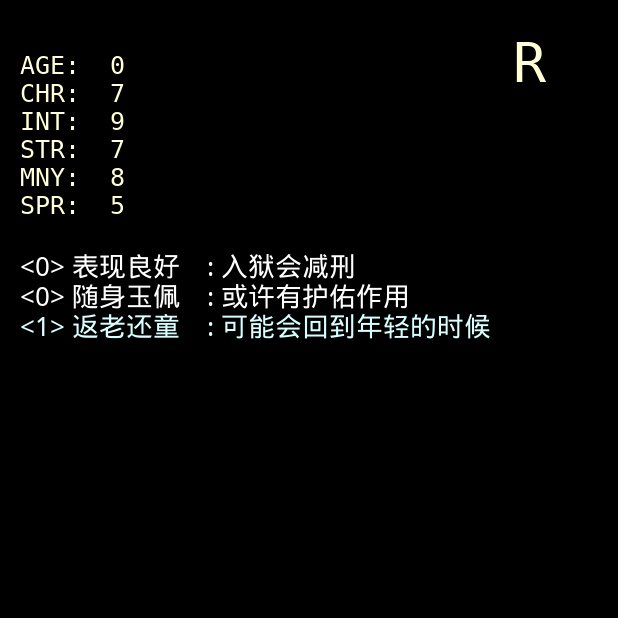 R
AGE: 0
CHR: 7
INT: 9
STR: 7
MNY: 8
SPR: 5
<0> 表现良好 : 入狱会减刑
<0> 随身玉佩 : 或许有护佑作用
<1> 返老还童 : 可能会回到年轻的时候